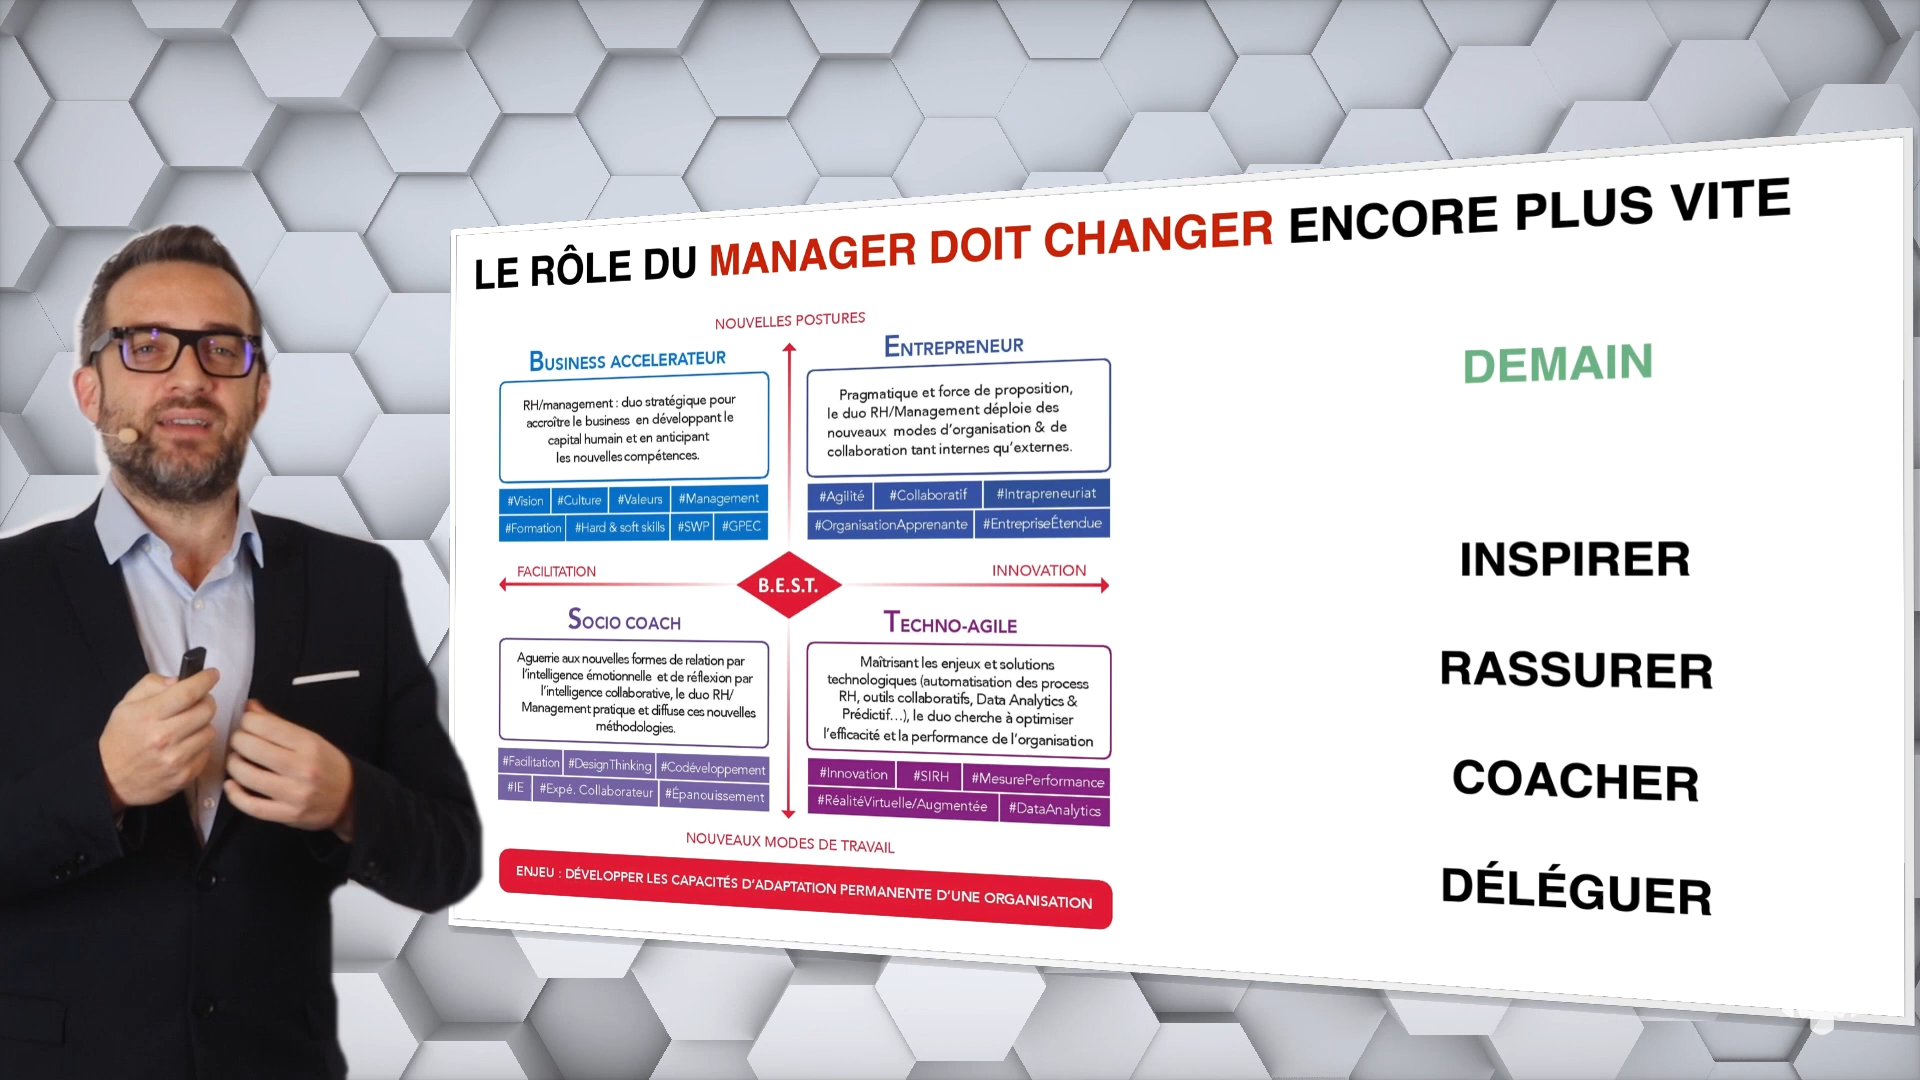 LE RÔLE DU MANAGER DOIT CHANGER ENCORE PLUS VITE
NOUVELLES POSTURES
BUSINESS ACCELERATEUR
RH/management : duo stratégique pour
accroître le business en développant le
capital humain et en anticipant
les nouvelles compétences.
#Vision #Culture #Valeurs #Management
#Formation #Hard & soft skills #SWP #GPEC
ENTREPRENEUR
Pragmatique et force de proposition,
le duo RH/Management déploie des
nouveaux modes d'organisation & de
collaboration tant internes qu'externes.
#Agilité #Collaboratif #Intrapreneuriat
#OrganisationApprenante #EntrepriseÉtendue
FACILITATION
B.E.S.T.
INNOVATION
SOCIO COACH
Aguerrie aux nouvelles formes de relation par
l'intelligence émotionnelle et de réflexion par
l'intelligence collaborative, le duo RH/
Management pratique et diffuse ces nouvelles
méthodologies.
#Facilitation #DesignThinking #Codéveloppement
#IE #Expé. Collaborateur #Épanouissement
TECHNO-AGILE
Maîtrisant les enjeux et solutions
technologiques (automatisation des process
RH, outils collaboratifs, Data Analytics &
Prédictif...), le duo cherche à optimiser
l'efficacité et la performance de l'organisation
#Innovation #SIRH #MesurePerformance
#RéalitéVirtuelle/Augmentée #DataAnalytics
NOUVEAUX MODES DE TRAVAIL
ENJEU : DÉVELOPPER LES CAPACITÉS D'ADAPTATION PERMANENTE D'UNE ORGANISATION
DEMAIN
INSPIRER
RASSURER
COACHER
DÉLÉGUER